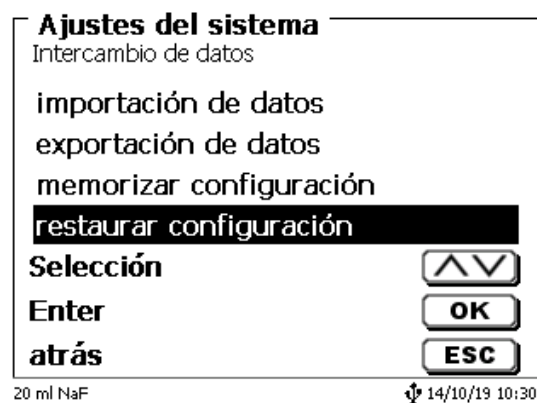 Ajustes del sistema
Intercambio de datos
importación de datos
exportación de datos
memorizar configuración
restaurar configuración
Selección
Enter OK
atrás ESC
20 ml NaF 14/10/19 10:30